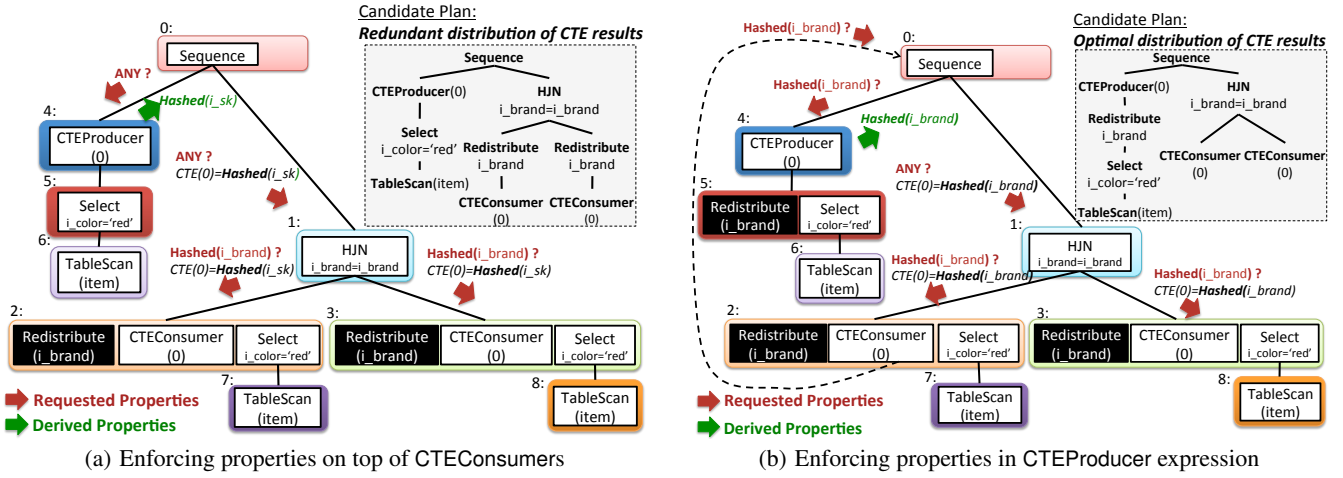 Candidate Plan:
Redundant distribution of CTE results
0:
Sequence
ANY ?
Hashed(i_sk)
4:
CTEProducer
(0)
5:
Select
i_color='red'
6:
TableScan
(item)
ANY ?
CTE(0)=Hashed(i_sk)
1:
HJN
i_brand=i_brand
Sequence
CTEProducer(0)
HJN
i_brand=i_brand
Select
i_color='red'
Redistribute
i_brand
Redistribute
i_brand
TableScan(item)
CTEConsumer
(0)
CTEConsumer
(0)
Hashed(i_brand) ?
CTE(0)=Hashed(i_sk)
Hashed(i_brand) ?
CTE(0)=Hashed(i_sk)
2:
Redistribute
(i_brand)
CTEConsumer
(0)
Select
i_color='red'
3:
Redistribute
(i_brand)
CTEConsumer
(0)
Select
i_color='red'
7:
TableScan
(item)
8:
TableScan
(item)
Requested Properties
Derived Properties
(a) Enforcing properties on top of CTEConsumers
Candidate Plan:
Optimal distribution of CTE results
Hashed(i_brand) ?
0:
Sequence
Hashed(i_brand) ?
Hashed(i_brand)
4:
CTEProducer
(0)
5:
Redistribute
(i_brand)
Select
i_color='red'
6:
TableScan
(item)
ANY ?
CTE(0)=Hashed(i_brand)
1:
HJN
i_brand=i_brand
Sequence
CTEProducer(0)
HJN
i_brand=i_brand
Redistribute
i_brand
Select
i_color='red'
CTEConsumer
(0)
CTEConsumer
(0)
TableScan(item)
Hashed(i_brand) ?
CTE(0)=Hashed(i_brand)
Hashed(i_brand) ?
CTE(0)=Hashed(i_brand)
2:
Redistribute
(i_brand)
CTEConsumer
(0)
Select
i_color='red'
3:
Redistribute
(i_brand)
CTEConsumer
(0)
Select
i_color='red'
7:
TableScan
(item)
8:
TableScan
(item)
Requested Properties
Derived Properties
(b) Enforcing properties in CTEProducer expression